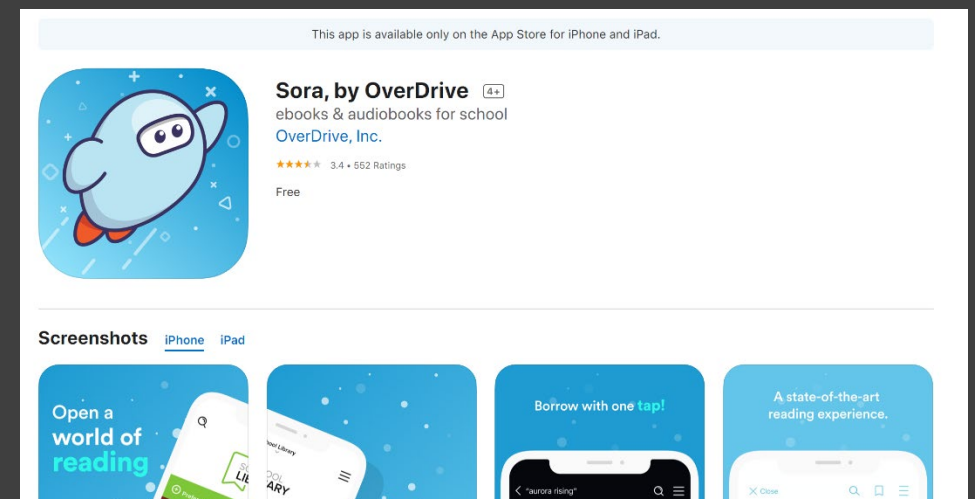 This app is available only on the App Store for iPhone and iPad.
Sora, by OverDrive 4+
ebooks & audiobooks for school
OverDrive, Inc.
3.4 • 552 Ratings
Free
Screenshots iPhone iPad
Open a
world of
reading
Borrow with one tap!
"aurora rising"
A state-of-the-art
reading experience.
X Close